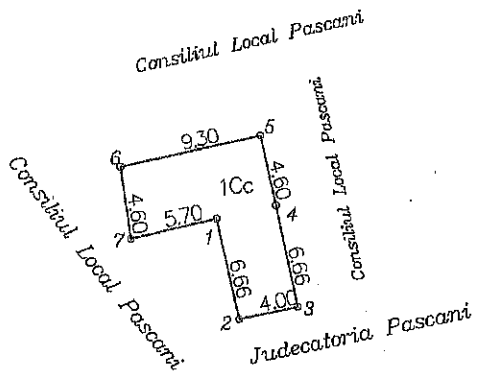 Consiliul Local Pascani
Consiliul Local Pascani
Consiliul Local Pascani
9.30
5
6
1Cc
4.60
4
4.60
5.70
1
7
6.66
6.66
4.00
3
2
Judecatoria Pascani